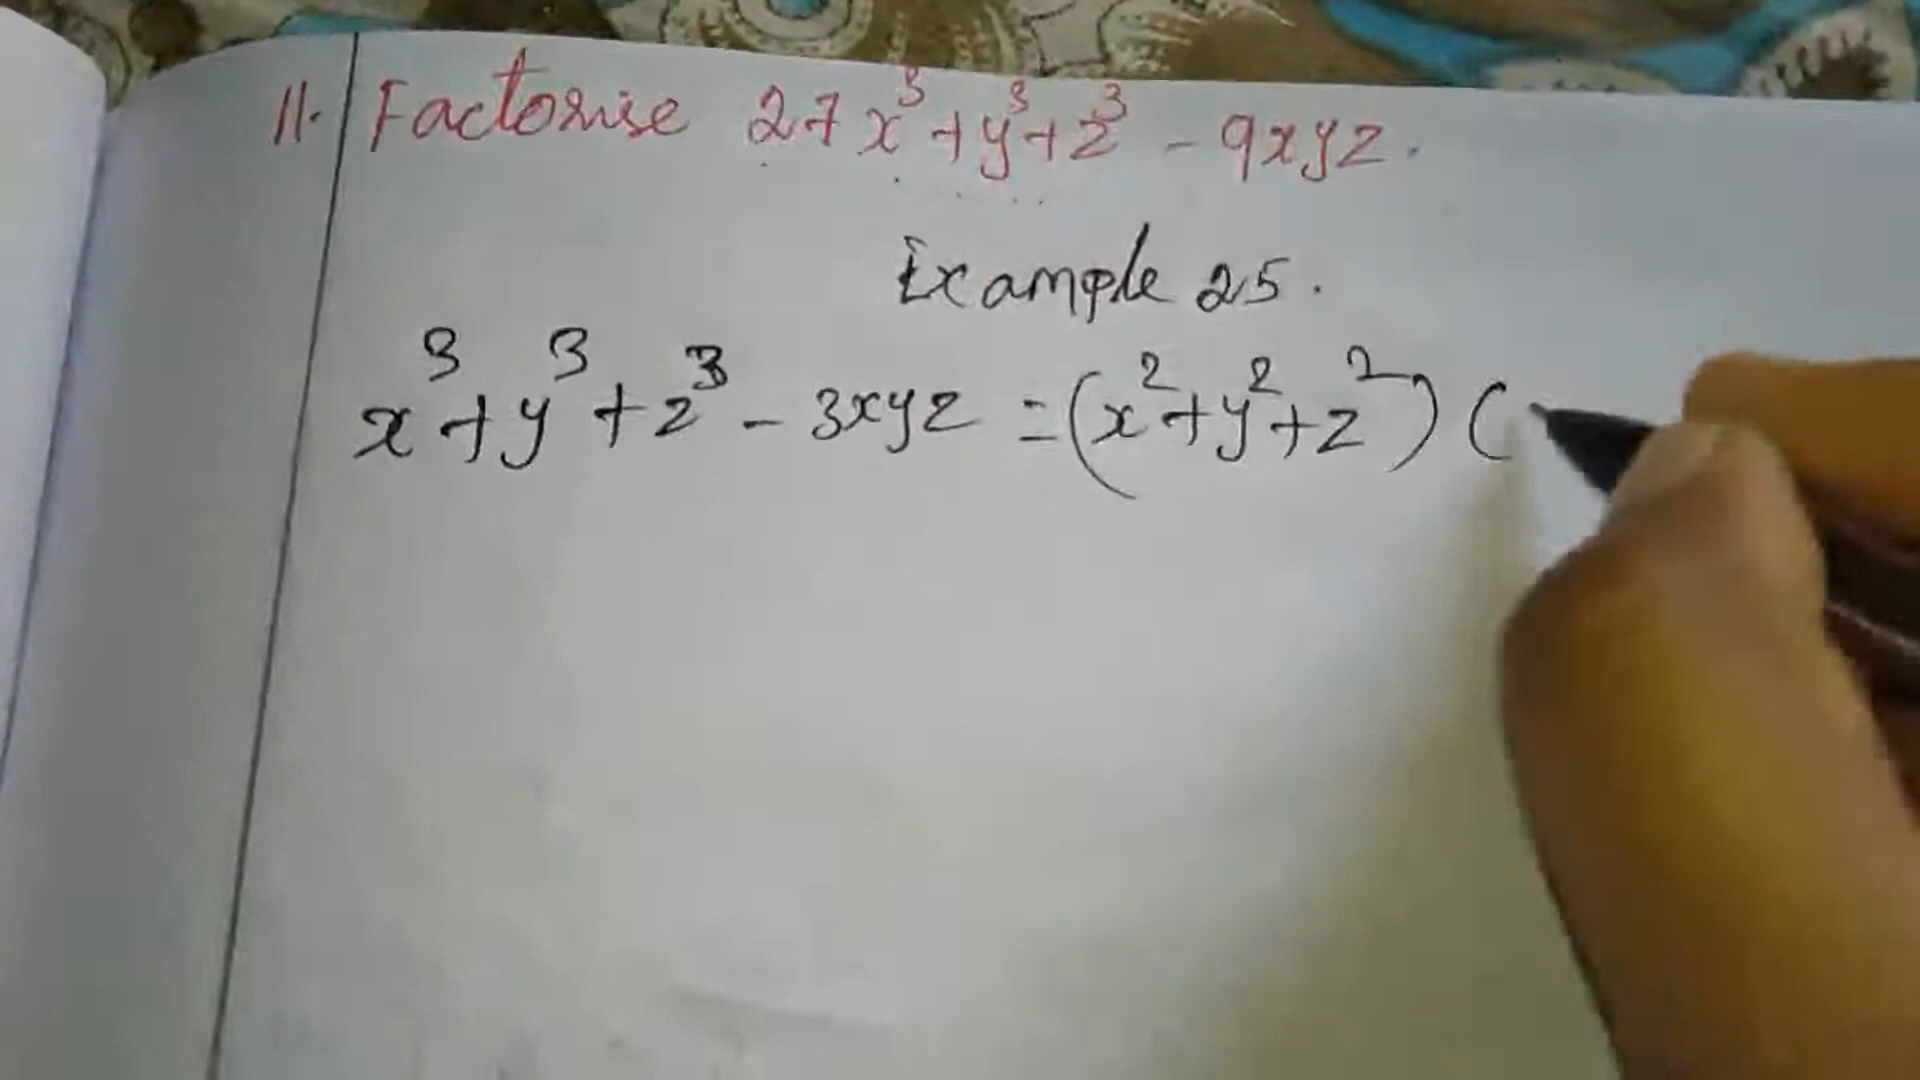 11. Factorise 27x³+y³+z³ - 9xyz.
Example 25.
x³+y³+z³ - 3xyz = (x²+y²+z²) (